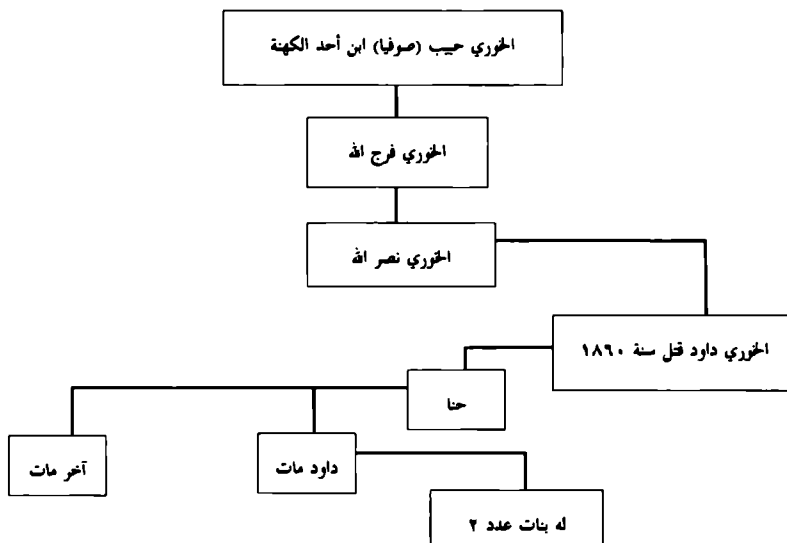 الخوري حبيب (صوفيا) ابن أحد الكهنة
الخوري فرج الله
الخوري نصر الله
الخوري داود قتل سنة ١٨٦٠
حنا
داود مات
آخر مات
له بنات عدد ٢